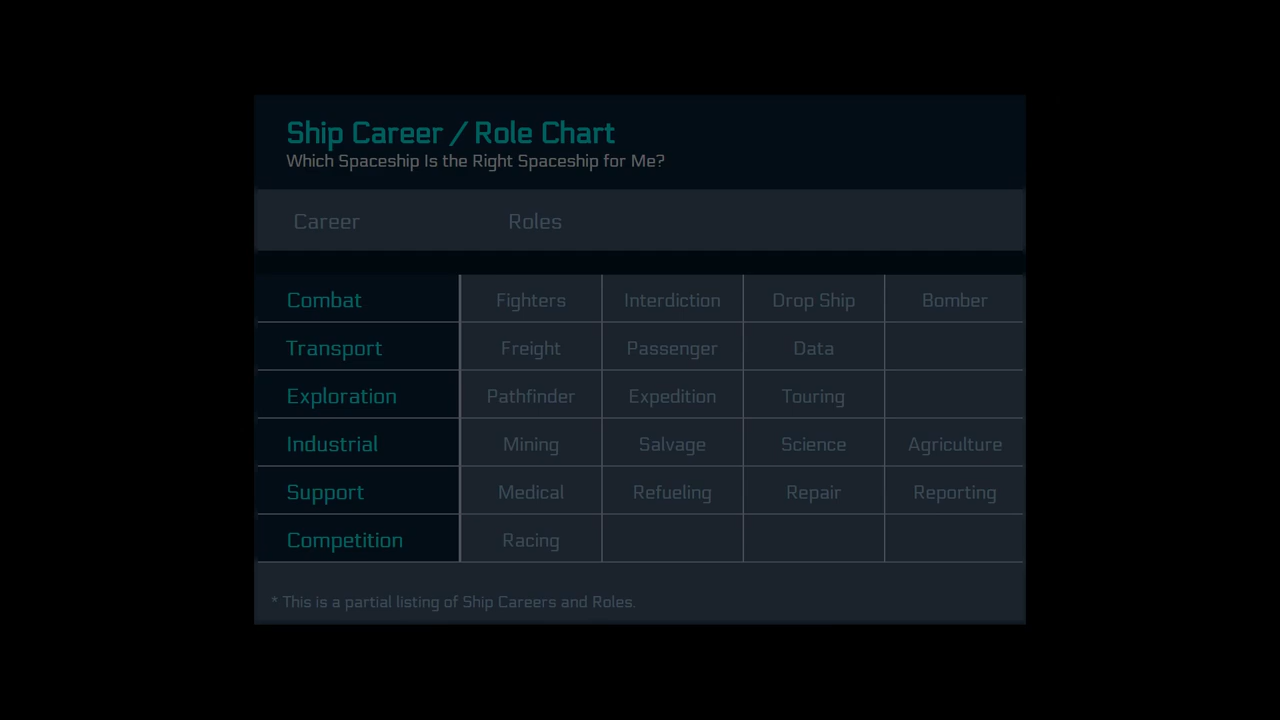 Ship Career / Role Chart
Which Spaceship Is the Right Spaceship for Me?
Career Roles
Combat Fighters Interdiction Drop Ship Bomber
Transport Freight Passenger Data
Exploration Pathfinder Expedition Touring
Industrial Mining Salvage Science Agriculture
Support Medical Refueling Repair Reporting
Competition Racing
* This is a partial listing of Ship Careers and Roles.